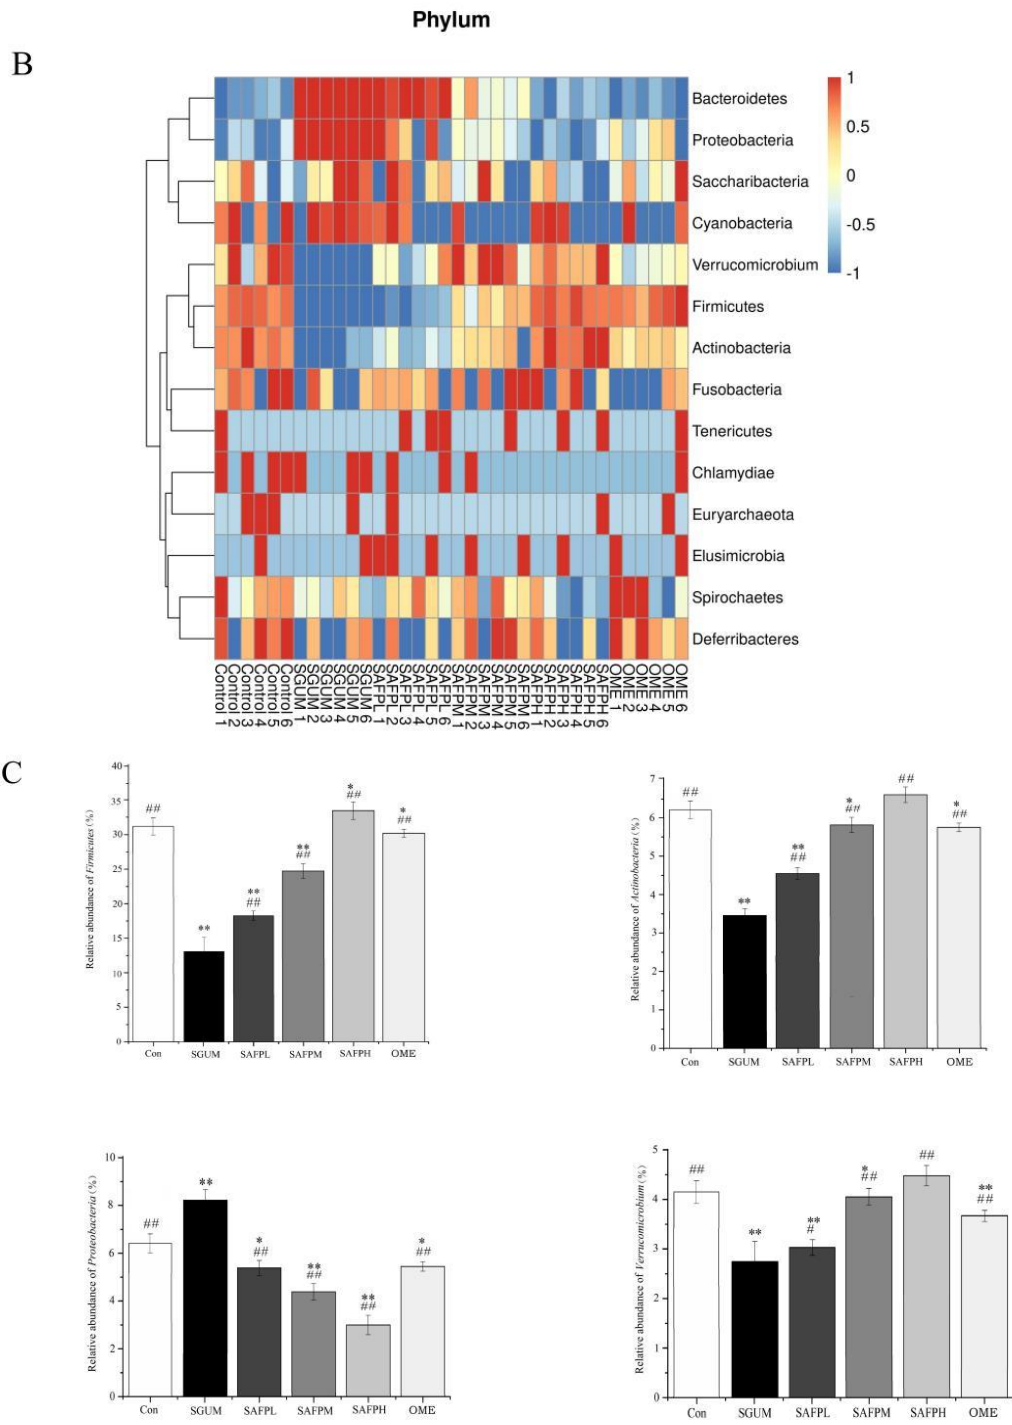 Phylum
B
Bacteroidetes
Proteobacteria
Saccharibacteria
Cyanobacteria
Verrucomicrobium
Firmicutes
Actinobacteria
Fusobacteria
Tenericutes
Chlamydiae
Euryarchaeota
Elusimicrobia
Spirochaetes
Deferribacteres
1
0.5
0
-0.5
-1
Control 1
Control 2
Control 3
Control 4
Control 5
Control 6
SGUM 1
SGUM 2
SGUM 3
SGUM 4
SGUM 5
SGUM 6
SAFPL 1
SAFPL 2
SAFPL 3
SAFPL 4
SAFPL 5
SAFPL 6
SAFPM 1
SAFPM 2
SAFPM 3
SAFPM 4
SAFPM 5
SAFPM 6
SAFPH 1
SAFPH 2
SAFPH 3
SAFPH 4
SAFPH 5
SAFPH 6
OME 1
OME 2
OME 3
OME 4
OME 5
OME 6
C
Relative abundance of Firmicutes (%)
40
35
30
25
20
15
10
5
0
##
**
**
##
**
##
*
##
*
##
Con SGUM SAFPL SAFPM SAFPH OME
Relative abundance of Actinobacteria (%)
7
6
5
4
3
2
1
0
##
**
**
##
*
##
##
*
##
Con SGUM SAFPL SAFPM SAFPH OME
Relative abundance of Proteobacteria (%)
10
8
6
4
2
0
##
**
*
##
**
##
**
##
*
##
Con SGUM SAFPL SAFPM SAFPH OME
Relative abundance of Verrucomicrobium (%)
5
4
3
2
1
0
##
**
**
#
*
##
##
**
##
Con SGUM SAFPL SAFPM SAFPH OME